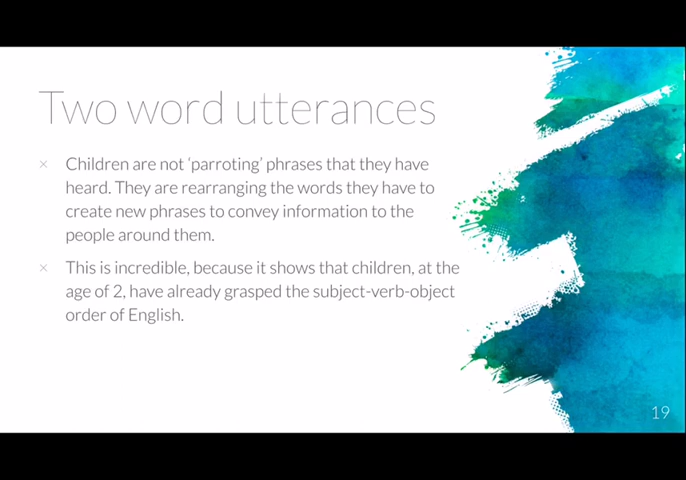 Two word utterances
× Children are not ‘parroting’ phrases that they have
heard. They are rearranging the words they have to
create new phrases to convey information to the
people around them.
× This is incredible, because it shows that children, at the
age of 2, have already grasped the subject-verb-object
order of English.
19